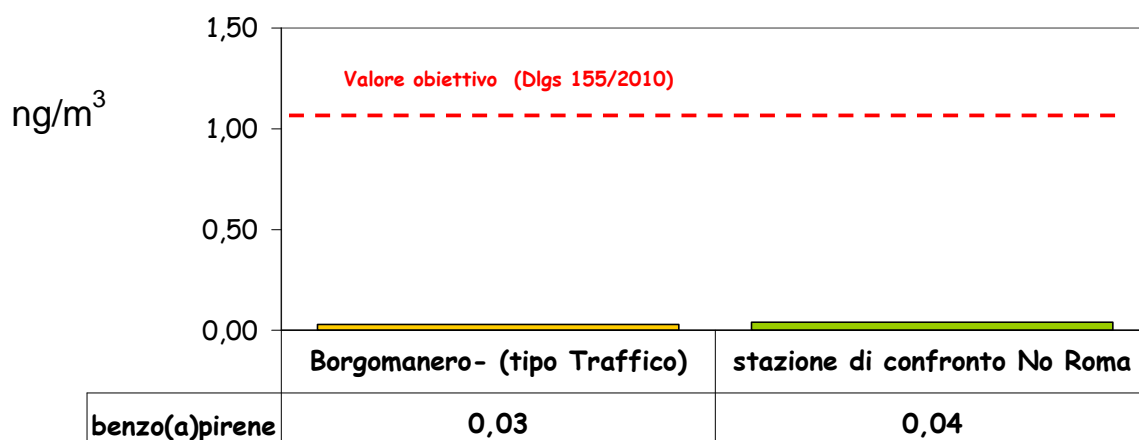 1,50
Valore obiettivo (Dlgs 155/2010)
ng/m³
1,00
0,50
0,00
Borgomanero- (tipo Traffico) stazione di confronto No Roma
benzo(a)pirene 0,03 0,04